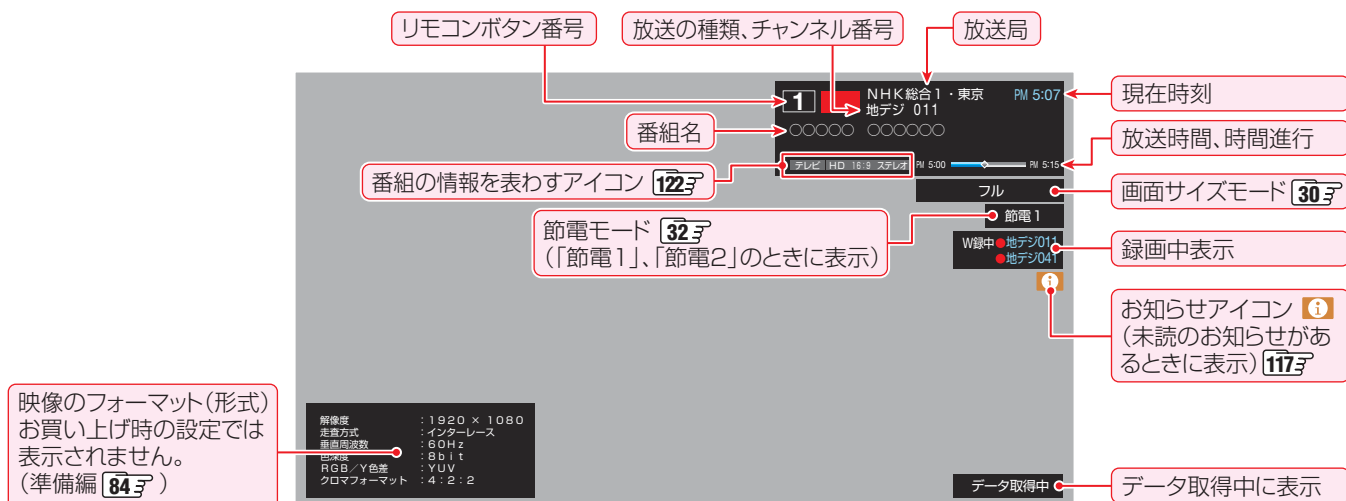 リモコンボタン番号
放送の種類、チャンネル番号
放送局
1
NHK総合1・東京
PM 5:07
地デジ 011
現在時刻
番組名
○○○○○ ○○○○○○
放送時間、時間進行
テレビ HD 16:9 ステレオ PM 5:00 PM 5:15
番組の情報を表わすアイコン 122
フル
画面サイズモード 30
節電1
節電モード 32
(「節電1」、「節電2」のときに表示)
W録中●地デジ011
●地デジ041
録画中表示
お知らせアイコン
(未読のお知らせがあ
るときに表示) 117
映像のフォーマット(形式)
お買い上げ時の設定では
表示されません。
(準備編 84 )
解像度 :1920 × 1080
走査方式 :インターレース
垂直周波数 :60Hz
色深度 :8bit
RGB/Y色差 :YUV
クロマフォーマット :4:2:2
データ取得中
データ取得中に表示